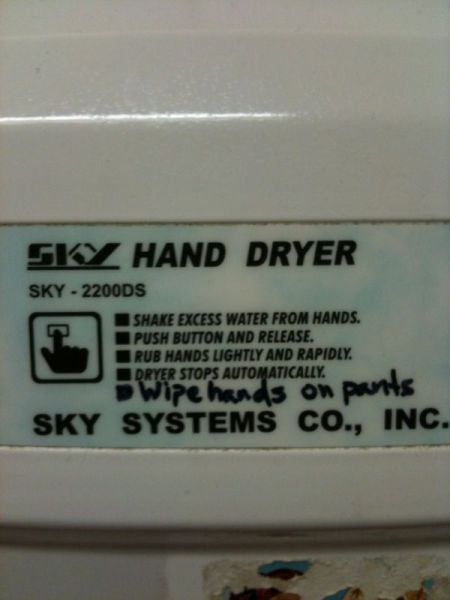 SKY HAND DRYER
SKY - 2200DS
SHAKE EXCESS WATER FROM HANDS.
PUSH BUTTON AND RELEASE.
RUB HANDS LIGHTLY AND RAPIDLY.
DRYER STOPS AUTOMATICALLY.
Wipe hands on pants
SKY SYSTEMS CO., INC.